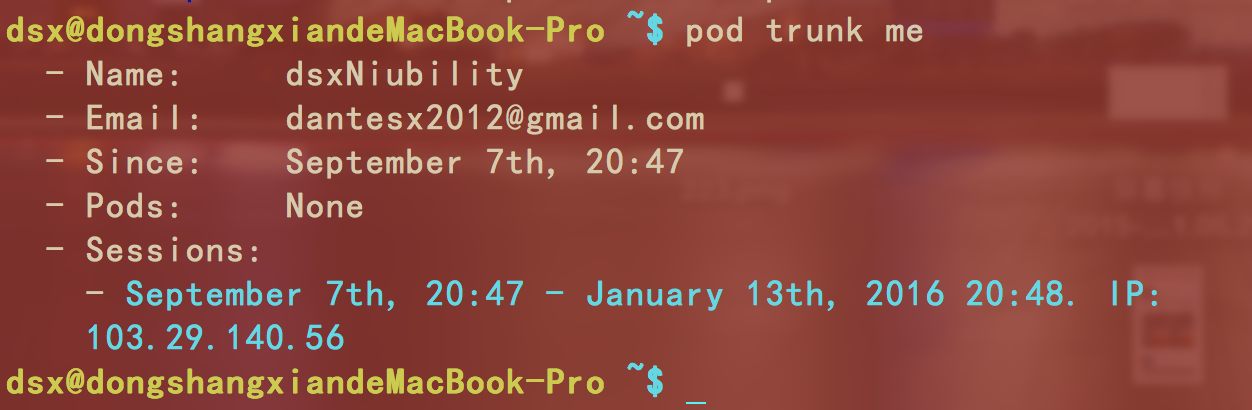 dsx@dongshangxiandeMacBook-Pro ~$ pod trunk me
- Name: dsxNiubility
- Email: dantesx2012@gmail.com
- Since: September 7th, 20:47
- Pods: None
- Sessions:
- September 7th, 20:47 - January 13th, 2016 20:48. IP:
103.29.140.56
dsx@dongshangxiandeMacBook-Pro ~$ _